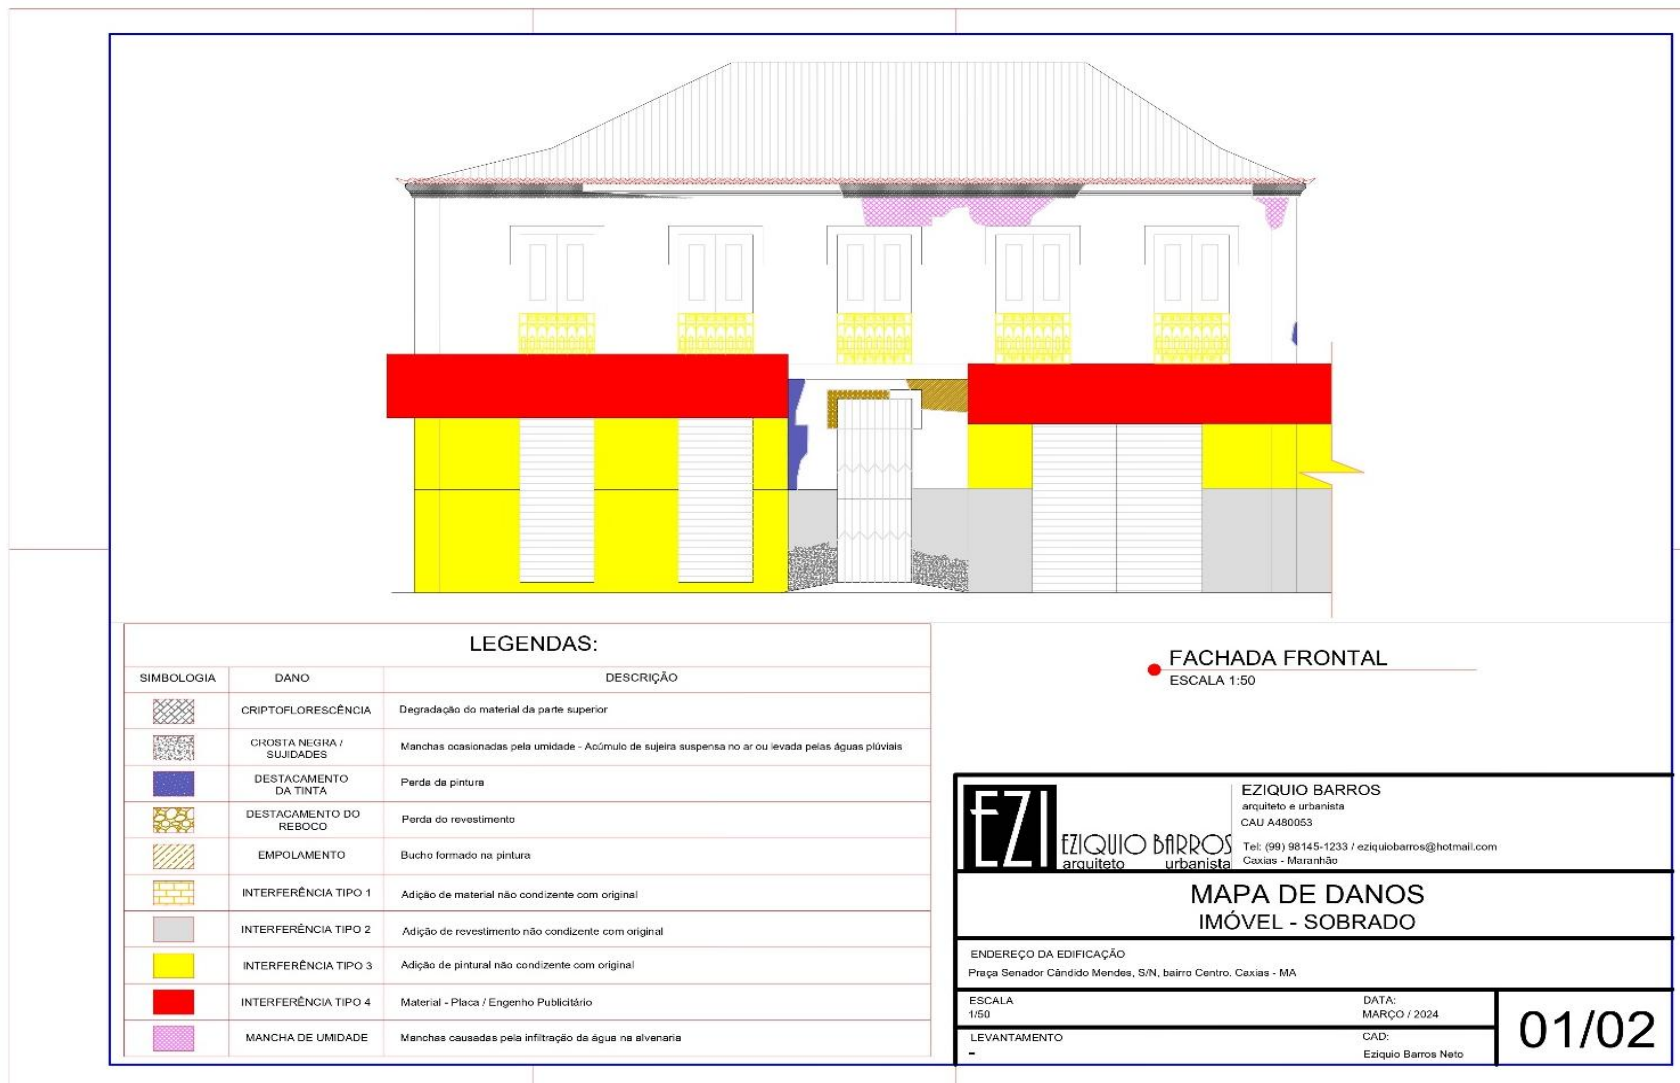 LEGENDAS:
SIMBOLOGIA DANO DESCRIÇÃO
CRIPTOFLORESCÊNCIA Degradação do material da parte superior
CROSTA NEGRA /
SUJIDADES
Manchas ocasionadas pela umidade - Acúmulo de sujeira suspensa no ar ou levada pelas águas plúviais
DESTACAMENTO
DA TINTA
Perda da pintura
DESTACAMENTO DO
REBOCO
Perda do revestimento
EMPOLAMENTO Bucho formado na pintura
INTERFERÊNCIA TIPO 1 Adição de material não condizente com original
INTERFERÊNCIA TIPO 2 Adição de revestimento não condizente com original
INTERFERÊNCIA TIPO 3 Adição de pintural não condizente com original
INTERFERÊNCIA TIPO 4 Material - Placa / Engenho Publicitário
MANCHA DE UMIDADE Manchas causadas pela infiltração da água na alvenaria
FACHADA FRONTAL
ESCALA 1:50
EZI
EZIQUIO BARROS
arquiteto urbanista
EZIQUIO BARROS
arquiteto e urbanista
CAU A480053
Tel: (99) 98145-1233 / eziquiobarros@hotmail.com
Caxias - Maranhão
MAPA DE DANOS
IMÓVEL - SOBRADO
ENDEREÇO DA EDIFICAÇÃO
Praça Senador Cândido Mendes, S/N, bairro Centro. Caxias - MA
ESCALA
1/50
DATA:
MARÇO / 2024
LEVANTAMENTO
-
CAD:
Eziquio Barros Neto
01/02